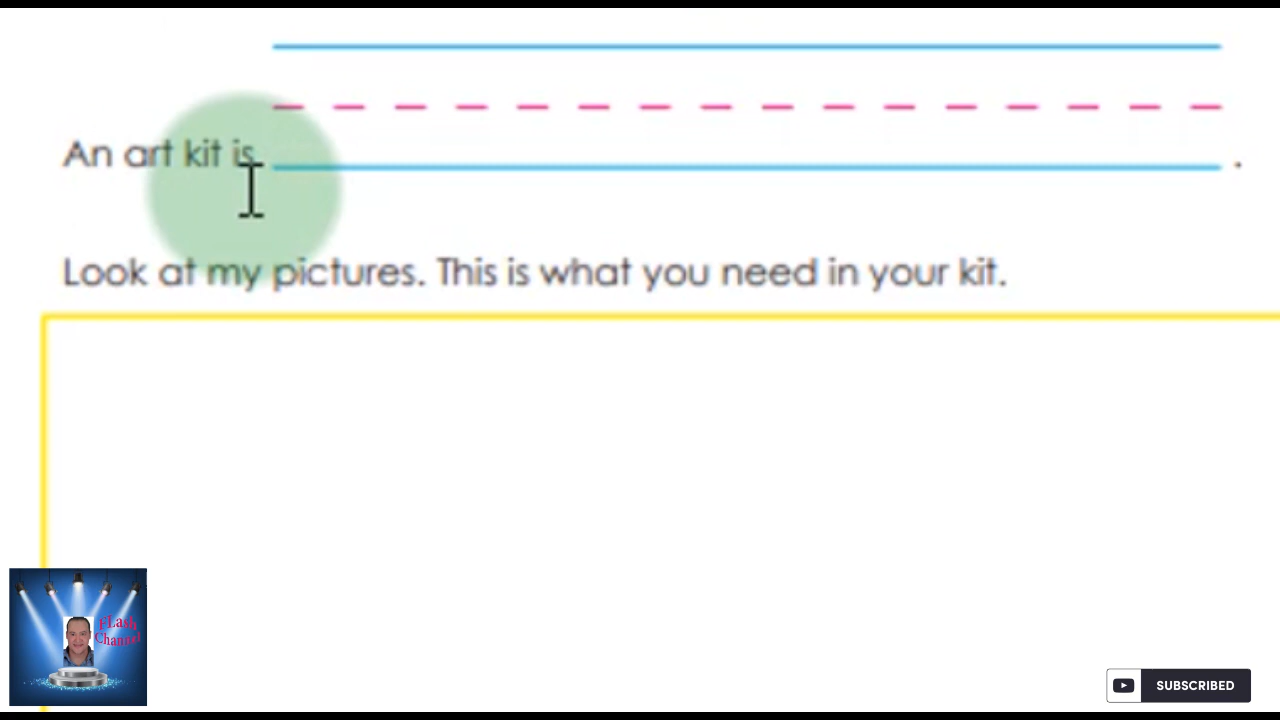 An art kit is .
Look at my pictures. This is what you need in your kit.
FLash
Channel
SUBSCRIBED